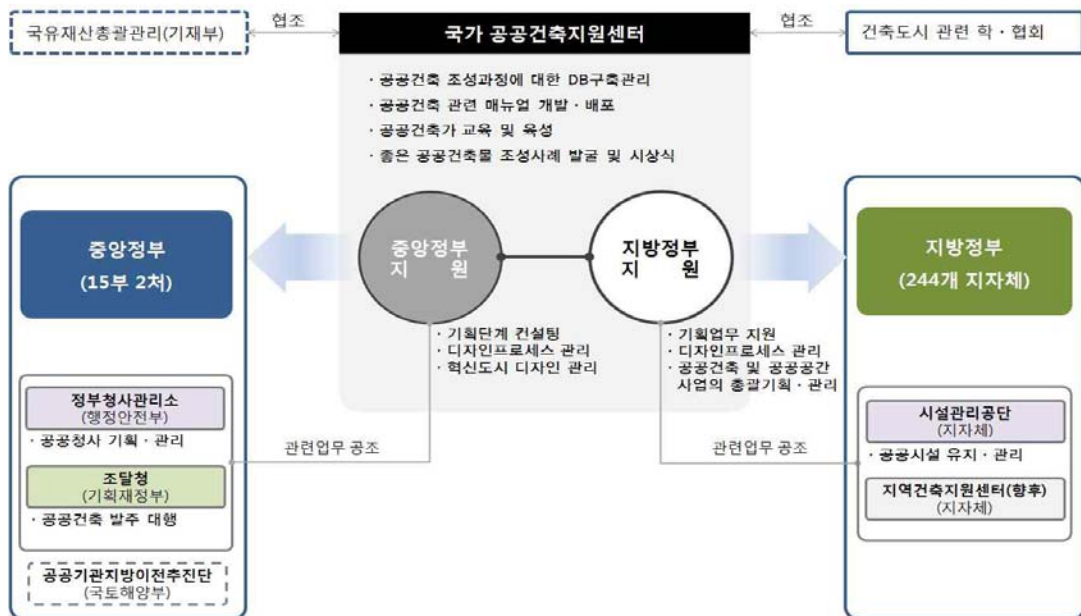 국유재산총괄관리(기재부)
협조
국가 공공건축지원센터
협조
건축도시 관련 학·협회
· 공공건축 조성과정에 대한 DB구축관리
· 공공건축 관련 매뉴얼 개발·배포
· 공공건축가 교육 및 육성
· 좋은 공공건축물 조성사례 발굴 및 시상식
중앙정부
(15부 2처)
중앙정부
지 원
지방정부
지 원
지방정부
(244개 지자체)
· 기획단계 컨설팅
· 디자인프로세스 관리
· 혁신도시 디자인 관리
· 기획업무 지원
· 디자인프로세스 관리
· 공공건축 및 공공공간
사업의 총괄기획·관리
정부청사관리소
(행정안전부)
· 공공청사 기획·관리
조달청
(기획재정부)
· 공공건축 발주 대행
공공기관지방이전추진단
(국토해양부)
관련업무 공조
관련업무 공조
시설관리공단
(지자체)
· 공공시설 유지·관리
지역건축지원센터(향후)
(지자체)